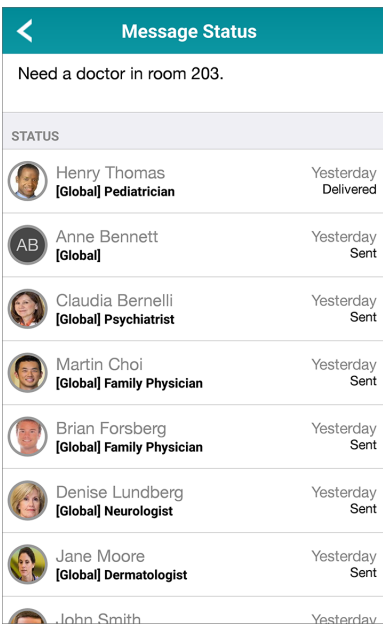 Message Status
Need a doctor in room 203.
STATUS
Henry Thomas Yesterday
[Global] Pediatrician Delivered
AB Anne Bennett Yesterday
[Global] Sent
Claudia Bernelli Yesterday
[Global] Psychiatrist Sent
Martin Choi Yesterday
[Global] Family Physician Sent
Brian Forsberg Yesterday
[Global] Family Physician Sent
Denise Lundberg Yesterday
[Global] Neurologist Sent
Jane Moore Yesterday
[Global] Dermatologist Sent
John Smith Yesterday